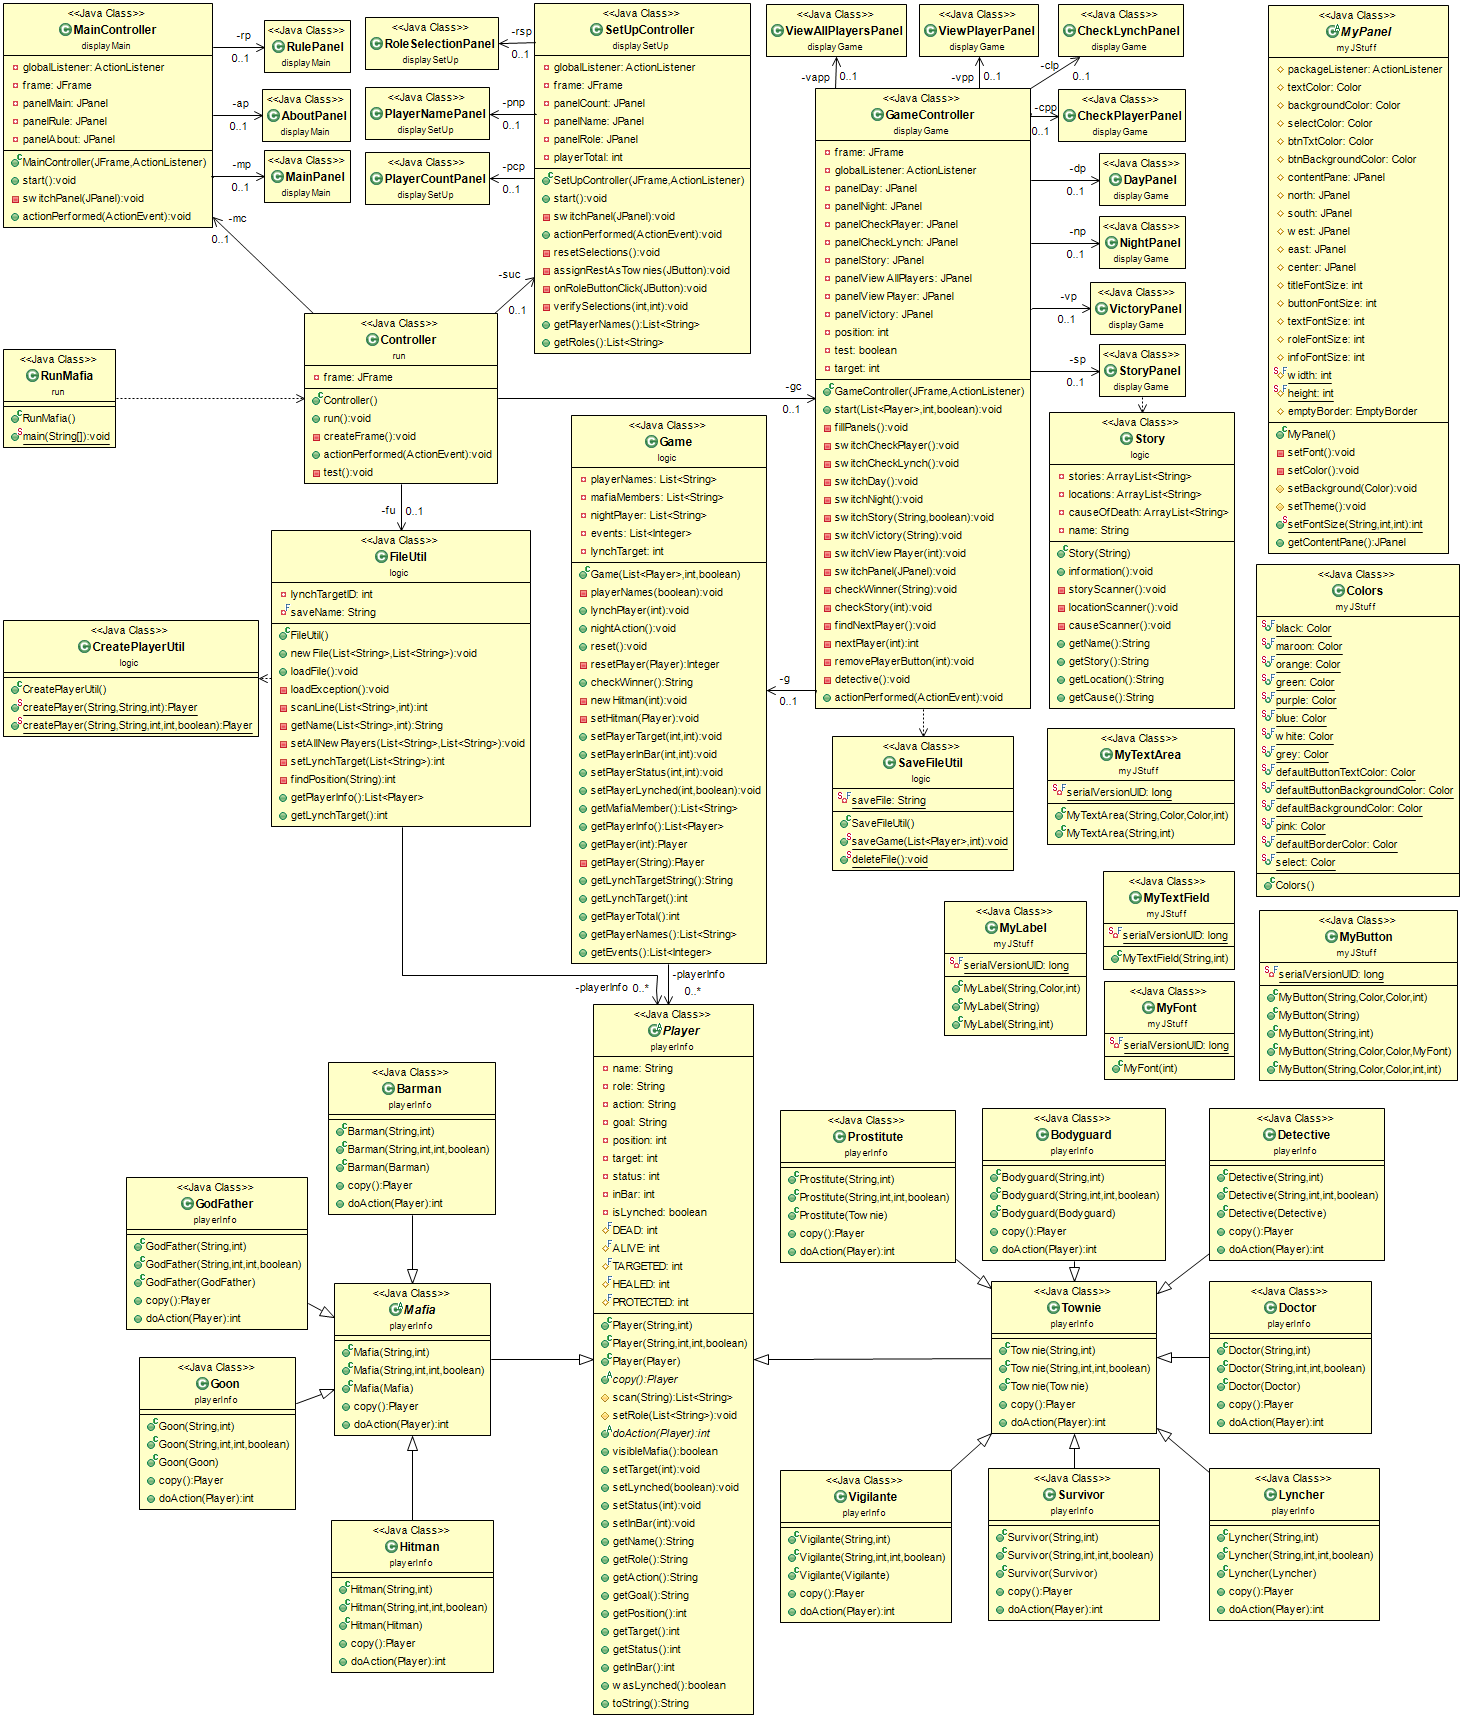 <<Java Class>>
MainController
displayMain
globalListener: ActionListener
frame: JFrame
panelMain: JPanel
panelRule: JPanel
panelAbout: JPanel
MainController(JFrame,ActionListener)
start():void
switchPanel(JPanel):void
actionPerformed(ActionEvent):void
-rp
0..1
<<Java Class>>
RulePanel
displayMain
-ap
0..1
<<Java Class>>
AboutPanel
displayMain
-mp
0..1
<<Java Class>>
MainPanel
displayMain
-mc
0..1
<<Java Class>>
RoleSelectionPanel
displaySetUp
-rsp
0..1
<<Java Class>>
PlayerNamePanel
displaySetUp
-pnp
0..1
<<Java Class>>
PlayerCountPanel
displaySetUp
-pcp
0..1
<<Java Class>>
SetUpController
displaySetUp
globalListener: ActionListener
frame: JFrame
panelCount: JPanel
panelName: JPanel
panelRole: JPanel
playerTotal: int
SetUpController(JFrame,ActionListener)
start():void
switchPanel(JPanel):void
actionPerformed(ActionEvent):void
resetSelections():void
assignRestAsTownies(JButton):void
onRoleButtonClick(JButton):void
verifySelections(int,int):void
getPlayerNames():List<String>
getRoles():List<String>
-suc
0..1
<<Java Class>>
ViewAllPlayersPanel
displayGame
-vapp
0..1
<<Java Class>>
ViewPlayerPanel
displayGame
-vpp
0..1
<<Java Class>>
CheckLynchPanel
displayGame
-clp
0..1
<<Java Class>>
GameController
displayGame
frame: JFrame
globalListener: ActionListener
panelDay: JPanel
panelNight: JPanel
panelCheckPlayer: JPanel
panelCheckLynch: JPanel
panelStory: JPanel
panelViewAllPlayers: JPanel
panelViewPlayer: JPanel
panelVictory: JPanel
position: int
test: boolean
target: int
GameController(JFrame,ActionListener)
start(List<Player>,int,boolean):void
fillPanels():void
switchCheckPlayer():void
switchCheckLynch():void
switchDay():void
switchNight():void
switchStory(String,boolean):void
switchVictory(String):void
switchViewPlayer(int):void
switchPanel(JPanel):void
checkWinner(String):void
checkStory(int):void
findNextPlayer():void
nextPlayer(int):int
removePlayerButton(int):void
detective():void
actionPerformed(ActionEvent):void
-cpp
0..1
<<Java Class>>
CheckPlayerPanel
displayGame
-dp
0..1
<<Java Class>>
DayPanel
displayGame
-np
0..1
<<Java Class>>
NightPanel
displayGame
-vp
0..1
<<Java Class>>
VictoryPanel
displayGame
-sp
0..1
<<Java Class>>
StoryPanel
displayGame
<<Java Class>>
MyPanel
myJStuff
packageListener: ActionListener
textColor: Color
backgroundColor: Color
selectColor: Color
btnTxtColor: Color
btnBackgroundColor: Color
contentPane: JPanel
north: JPanel
south: JPanel
west: JPanel
east: JPanel
center: JPanel
titleFontSize: int
buttonFontSize: int
textFontSize: int
roleFontSize: int
infoFontSize: int
width: int
height: int
emptyBorder: EmptyBorder
MyPanel()
setFont():void
setColor():void
setBackground(Color):void
setTheme():void
setFontSize(String,int,int):int
getContentPane():JPanel
<<Java Class>>
RunMafia
run
RunMafia()
main(String[]):void
<<Java Class>>
Controller
run
frame: JFrame
Controller()
run():void
createFrame():void
actionPerformed(ActionEvent):void
test():void
-gc
0..1
-fu
0..1
<<Java Class>>
Game
logic
playerNames: List<String>
mafiaMembers: List<String>
nightPlayer: List<String>
events: List<Integer>
lynchTarget: int
Game(List<Player>,int,boolean)
playerNames(boolean):void
lynchPlayer(int):void
nightAction():void
reset():void
resetPlayer(Player):Integer
checkWinner():String
newHitman(int):void
setHitman(Player):void
setPlayerTarget(int,int):void
setPlayerInBar(int,int):void
setPlayerStatus(int,int):void
setPlayerLynched(int,boolean):void
getMafiaMember():List<String>
getPlayerInfo():List<Player>
getPlayer(int):Player
getPlayer(String):Player
getLynchTargetString():String
getLynchTarget():int
getPlayerTotal():int
getPlayerNames():List<String>
getEvents():List<Integer>
-g
0..1
<<Java Class>>
Story
logic
stories: ArrayList<String>
locations: ArrayList<String>
causeOfDeath: ArrayList<String>
name: String
Story(String)
information():void
storyScanner():void
locationScanner():void
causeScanner():void
getName():String
getStory():String
getLocation():String
getCause():String
<<Java Class>>
FileUtil
logic
lynchTargetID: int
saveName: String
FileUtil()
newFile(List<String>,List<String>):void
loadFile():void
loadException():void
scanLine(List<String>,int):int
getName(List<String>,int):String
setAllNewPlayers(List<String>,List<String>):void
setLynchTarget(List<String>):int
findPosition(String):int
getPlayerInfo():List<Player>
getLynchTarget():int
<<Java Class>>
CreatePlayerUtil
logic
CreatePlayerUtil()
createPlayer(String,String,int):Player
createPlayer(String,String,int,int,boolean):Player
<<Java Class>>
Colors
myJStuff
black: Color
maroon: Color
orange: Color
green: Color
purple: Color
blue: Color
white: Color
grey: Color
defaultButtonTextColor: Color
defaultButtonBackgroundColor: Color
defaultBackgroundColor: Color
pink: Color
defaultBorderColor: Color
select: Color
Colors()
<<Java Class>>
SaveFileUtil
logic
saveFile: String
SaveFileUtil()
saveGame(List<Player>,int):void
deleteFile():void
<<Java Class>>
MyTextArea
myJStuff
serialVersionUID: long
MyTextArea(String,Color,Color,int)
MyTextArea(String,int)
<<Java Class>>
MyTextField
myJStuff
serialVersionUID: long
MyTextField(String,int)
<<Java Class>>
MyLabel
myJStuff
serialVersionUID: long
MyLabel(String,Color,int)
MyLabel(String)
MyLabel(String,int)
<<Java Class>>
MyFont
myJStuff
serialVersionUID: long
MyFont(int)
<<Java Class>>
MyButton
myJStuff
serialVersionUID: long
MyButton(String,Color,Color,int)
MyButton(String)
MyButton(String,int)
MyButton(String,Color,Color,MyFont)
MyButton(String,Color,Color,int,int)
-playerInfo
0..*
-playerInfo
0..*
<<Java Class>>
Player
playerInfo
name: String
role: String
action: String
goal: String
position: int
target: int
status: int
inBar: int
isLynched: boolean
DEAD: int
ALIVE: int
TARGETED: int
HEALED: int
PROTECTED: int
Player(String,int)
Player(String,int,int,boolean)
Player(Player)
copy():Player
scan(String):List<String>
setRole(List<String>):void
doAction(Player):int
visibleMafia():boolean
setTarget(int):void
setLynched(boolean):void
setStatus(int):void
setInBar(int):void
getName():String
getRole():String
getAction():String
getGoal():String
getPosition():int
getTarget():int
getStatus():int
getInBar():int
wasLynched():boolean
toString():String
<<Java Class>>
Barman
playerInfo
Barman(String,int)
Barman(String,int,int,boolean)
Barman(Barman)
copy():Player
doAction(Player):int
<<Java Class>>
GodFather
playerInfo
GodFather(String,int)
GodFather(String,int,int,boolean)
GodFather(GodFather)
copy():Player
doAction(Player):int
<<Java Class>>
Mafia
playerInfo
Mafia(String,int)
Mafia(String,int,int,boolean)
Mafia(Mafia)
copy():Player
doAction(Player):int
<<Java Class>>
Goon
playerInfo
Goon(String,int)
Goon(String,int,int,boolean)
Goon(Goon)
copy():Player
doAction(Player):int
<<Java Class>>
Hitman
playerInfo
Hitman(String,int)
Hitman(String,int,int,boolean)
Hitman(Hitman)
copy():Player
doAction(Player):int
<<Java Class>>
Prostitute
playerInfo
Prostitute(String,int)
Prostitute(String,int,int,boolean)
Prostitute(Townie)
copy():Player
doAction(Player):int
<<Java Class>>
Bodyguard
playerInfo
Bodyguard(String,int)
Bodyguard(String,int,int,boolean)
Bodyguard(Bodyguard)
copy():Player
doAction(Player):int
<<Java Class>>
Detective
playerInfo
Detective(String,int)
Detective(String,int,int,boolean)
Detective(Detective)
copy():Player
doAction(Player):int
<<Java Class>>
Townie
playerInfo
Townie(String,int)
Townie(String,int,int,boolean)
Townie(Townie)
copy():Player
doAction(Player):int
<<Java Class>>
Doctor
playerInfo
Doctor(String,int)
Doctor(String,int,int,boolean)
Doctor(Doctor)
copy():Player
doAction(Player):int
<<Java Class>>
Vigilante
playerInfo
Vigilante(String,int)
Vigilante(String,int,int,boolean)
Vigilante(Vigilante)
copy():Player
doAction(Player):int
<<Java Class>>
Survivor
playerInfo
Survivor(String,int)
Survivor(String,int,int,boolean)
Survivor(Survivor)
copy():Player
doAction(Player):int
<<Java Class>>
Lyncher
playerInfo
Lyncher(String,int)
Lyncher(String,int,int,boolean)
Lyncher(Lyncher)
copy():Player
doAction(Player):int